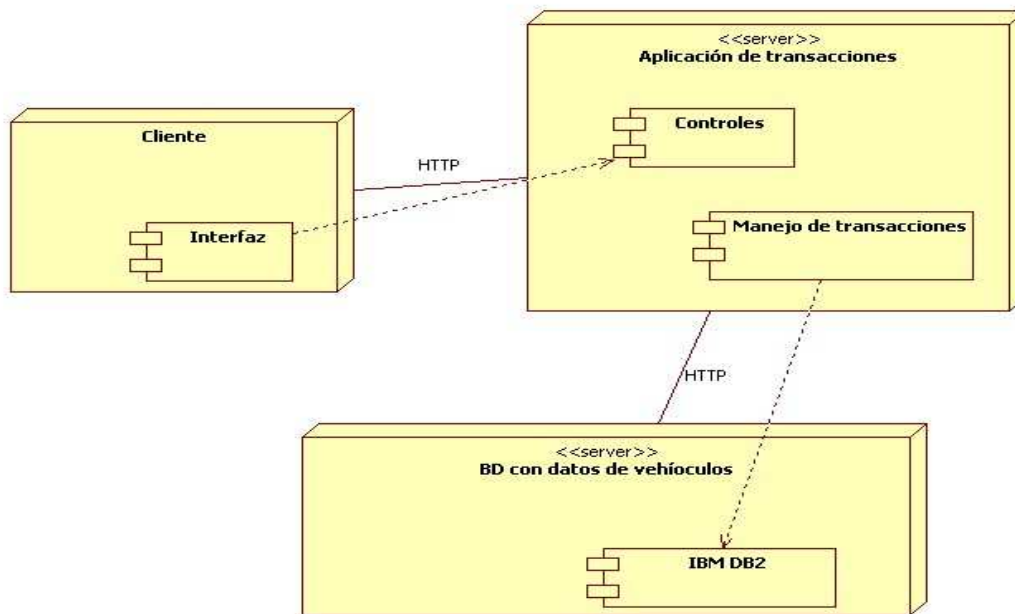 <<server>>
Aplicación de transacciones
Controles
Cliente
HTTP
Interfaz
Manejo de transacciones
HTTP
<<server>>
BD con datos de vehíoculos
IBM DB2